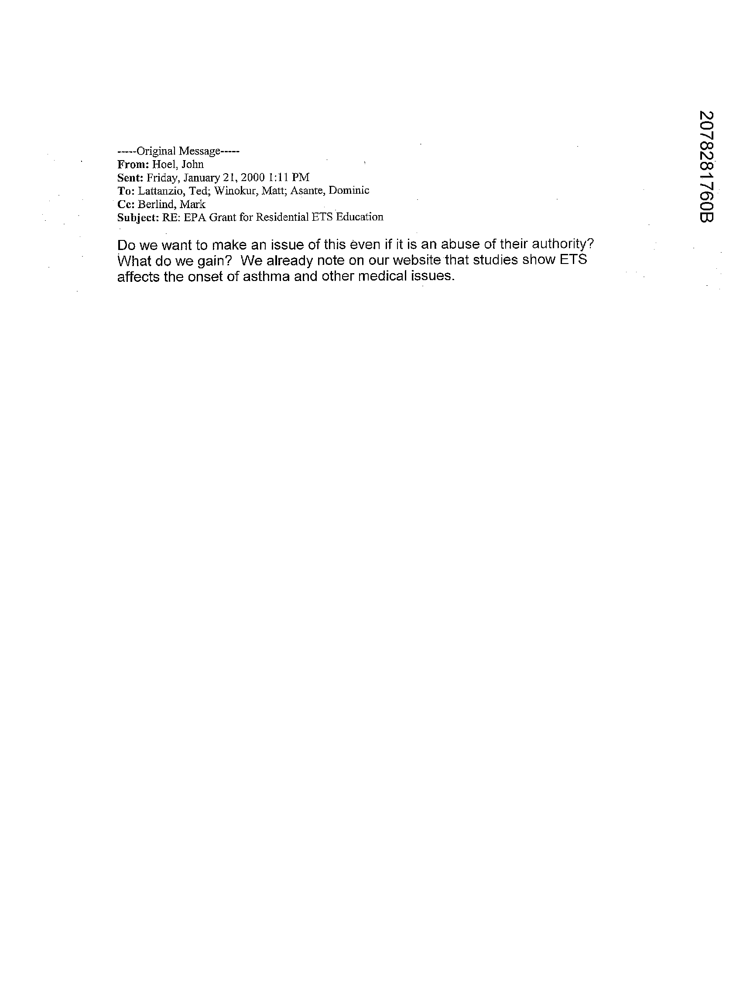 -----Original Message-----
From: Hoel, John
Sent: Friday, January 21, 2000 1:11 PM
To: Lattanzio, Ted; Winokur, Matt; Asante, Dominic
Cc: Berlind, Mark
Subject: RE: EPA Grant for Residential ETS Education
Do we want to make an issue of this even if it is an abuse of their authority?
What do we gain? We already note on our website that studies show ETS
affects the onset of asthma and other medical issues.
2078281760B